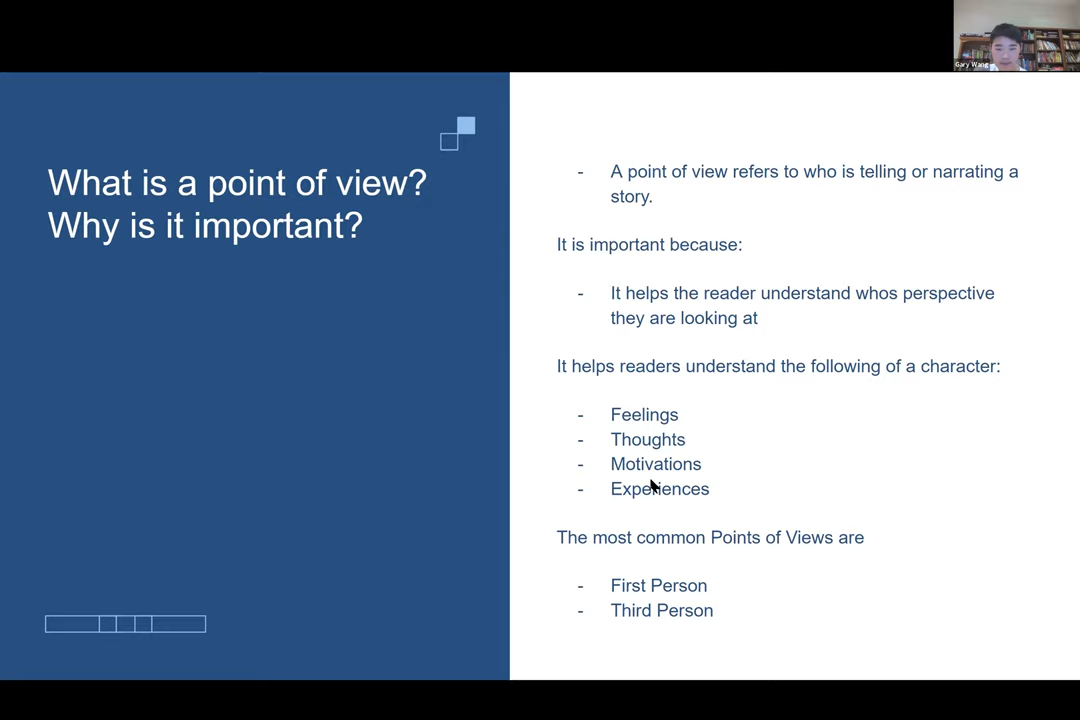 Gary Wang
What is a point of view?
Why is it important?
- A point of view refers to who is telling or narrating a
story.
It is important because:
- It helps the reader understand whos perspective
they are looking at
It helps readers understand the following of a character:
- Feelings
- Thoughts
- Motivations
- Experiences
The most common Points of Views are
- First Person
- Third Person